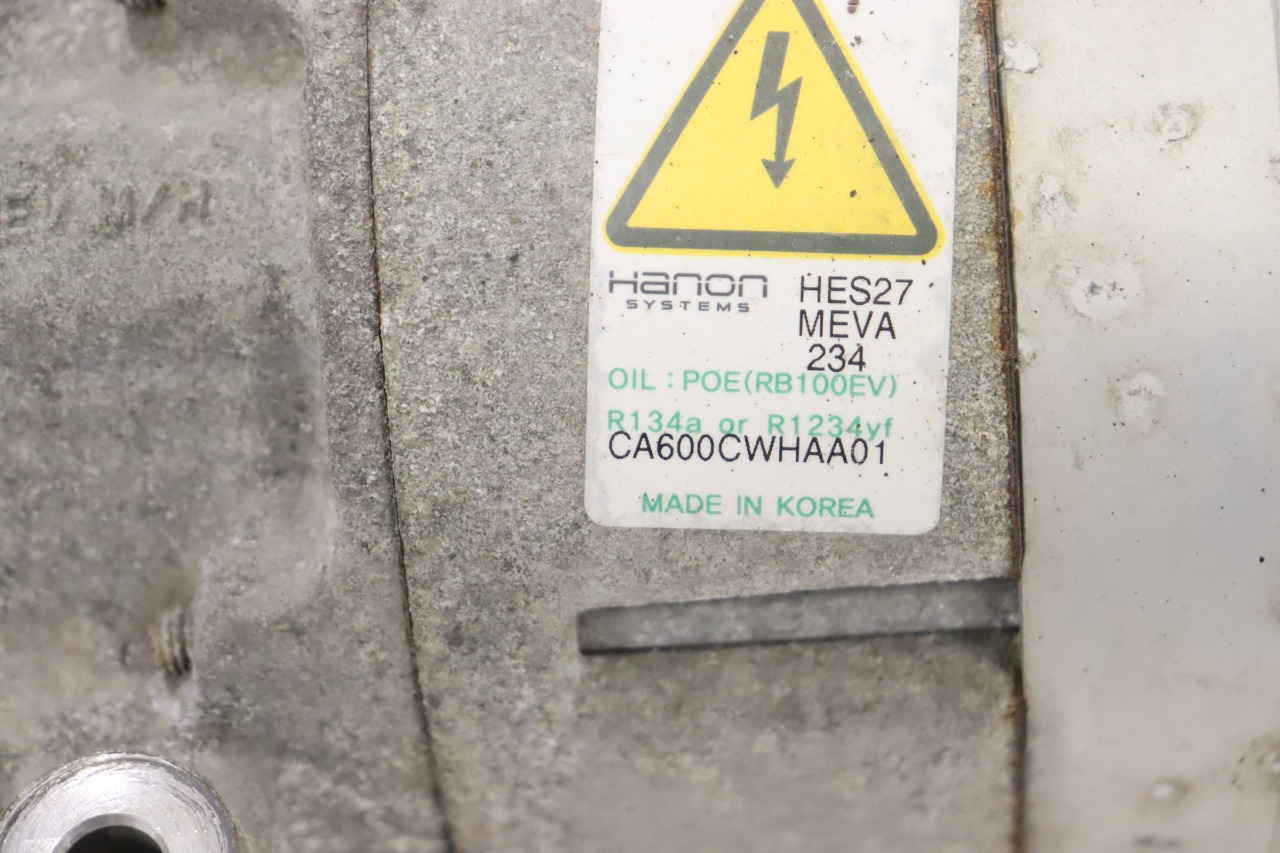 Hanon
SYSTEMS
HES27
MEVA
234
OIL : POE(RB100EV)
R134a or R1234yf
CA600CWHAA01
MADE IN KOREA